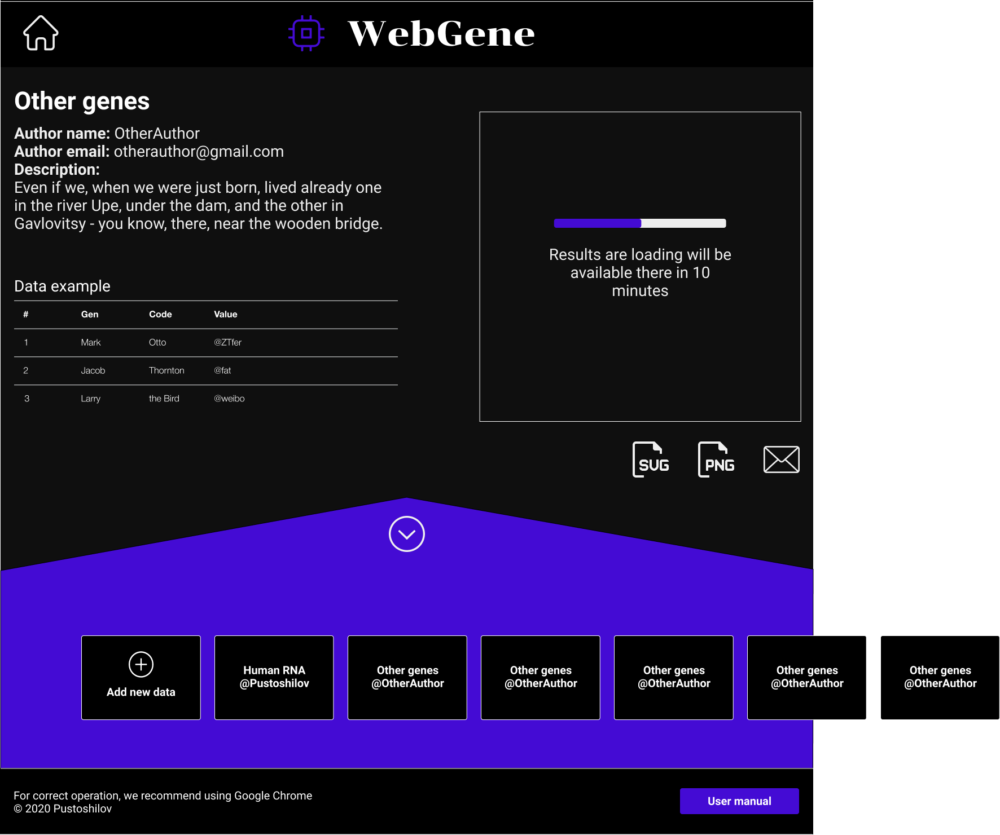 WebGene
Other genes
Author name: OtherAuthor
Author email: otherauthor@gmail.com
Description:
Even if we, when we were just born, lived already one
in the river Upe, under the dam, and the other in
Gavlovitsy - you know, there, near the wooden bridge.
Results are loading will be
available there in 10
minutes
Data example
# Gen Code Value
1 Mark Otto @ZTfer
2 Jacob Thornton @fat
3 Larry the Bird @weibo
SVG PNG
Add new data
Human RNA
@Pustoshilov
Other genes
@OtherAuthor
Other genes
@OtherAuthor
Other genes
@OtherAuthor
Other genes
@OtherAuthor
Other genes
@OtherAuthor
For correct operation, we recommend using Google Chrome
© 2020 Pustoshilov
User manual